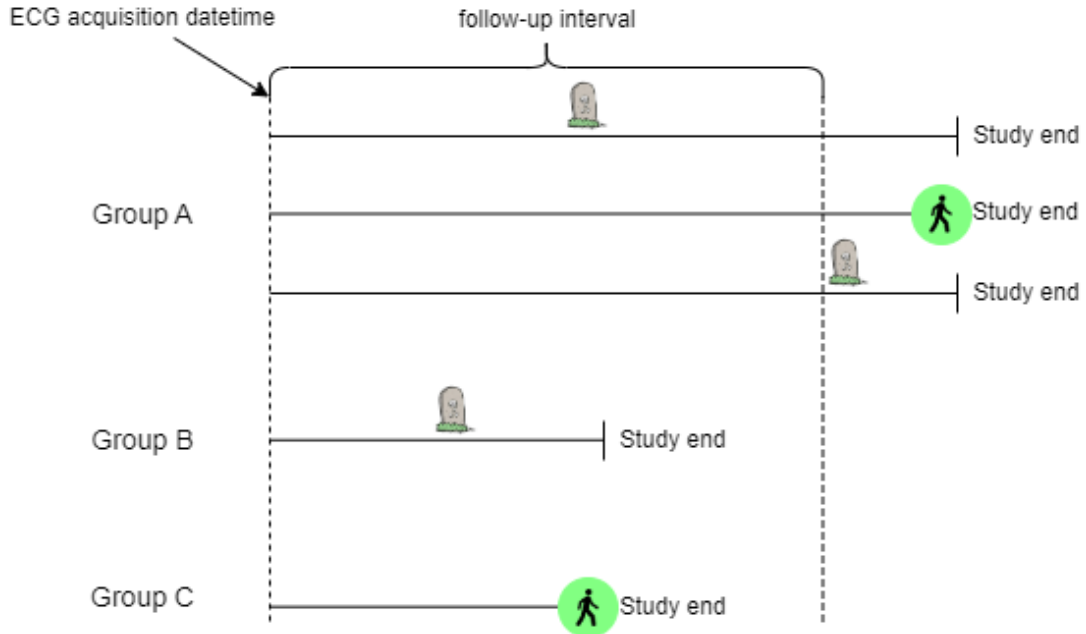 ECG acquisition datetime
follow-up interval
Study end
Group A
Study end
Study end
Group B
Study end
Group C
Study end